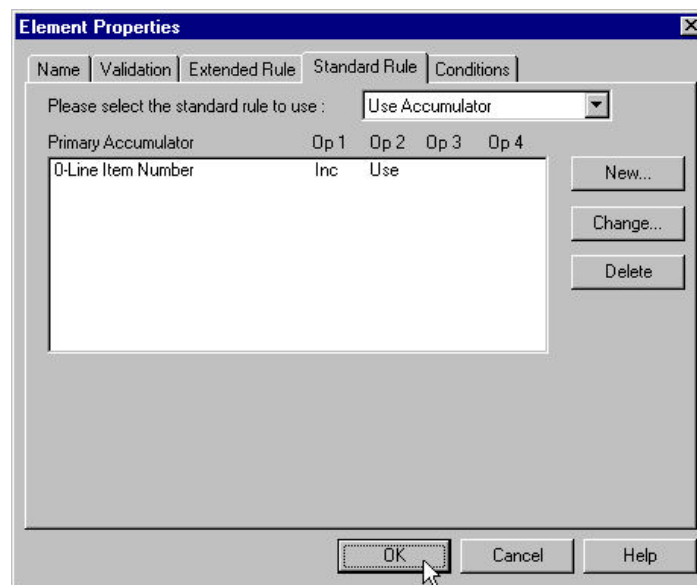 Element Properties
Name Validation Extended Rule Standard Rule Conditions
Please select the standard rule to use : Use Accumulator
Primary Accumulator Op 1 Op 2 Op 3 Op 4
0-Line Item Number Inc Use
New...
Change...
Delete
OK Cancel Help